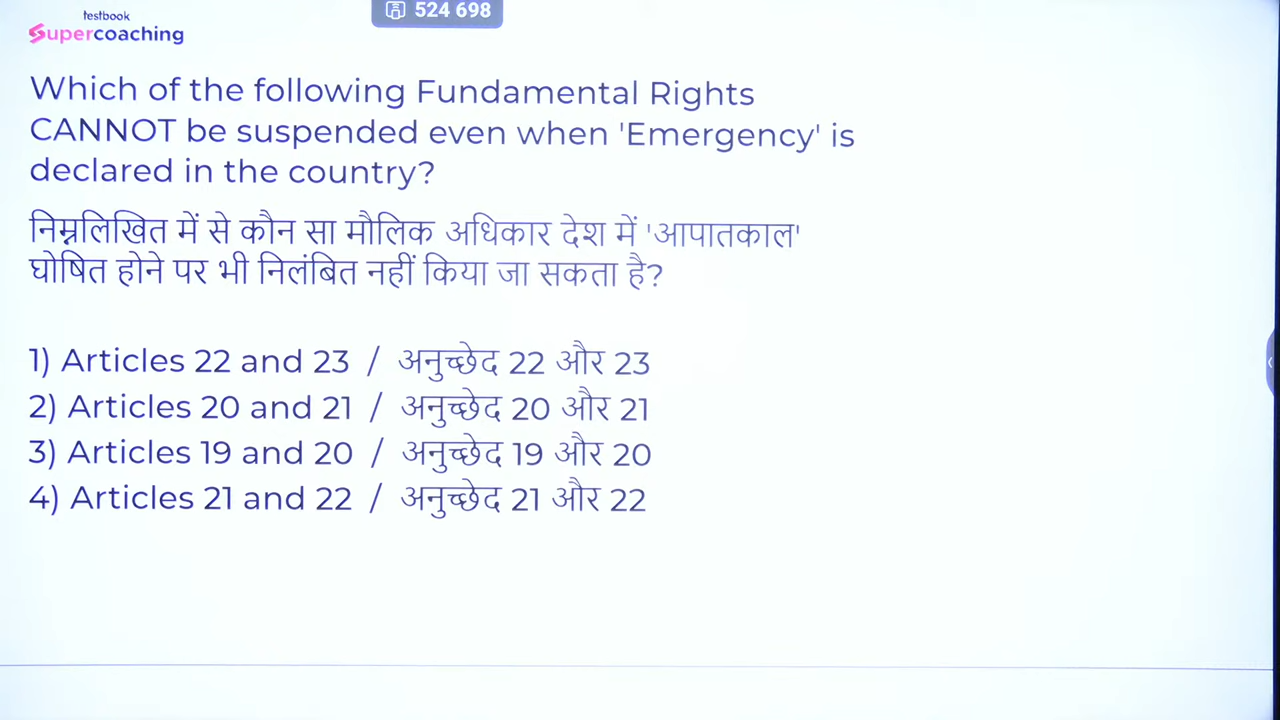 testbook
Supercoaching
524 698
Which of the following Fundamental Rights
CANNOT be suspended even when 'Emergency' is
declared in the country?
निम्नलिखित में से कौन सा मौलिक अधिकार देश में 'आपातकाल'
घोषित होने पर भी निलंबित नहीं किया जा सकता है?
1) Articles 22 and 23 / अनुच्छेद 22 और 23
2) Articles 20 and 21 / अनुच्छेद 20 और 21
3) Articles 19 and 20 / अनुच्छेद 19 और 20
4) Articles 21 and 22 / अनुच्छेद 21 और 22